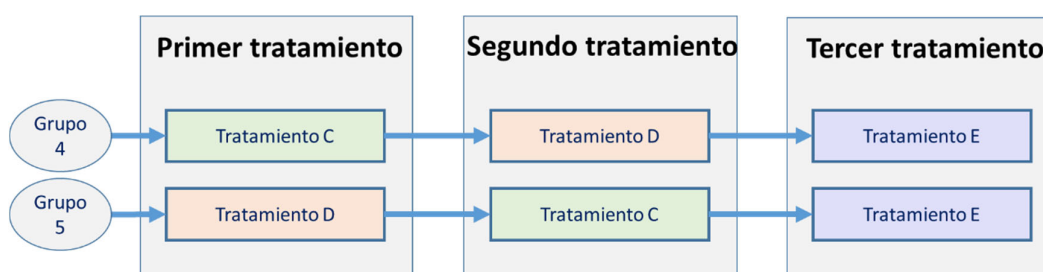 Primer tratamiento
Segundo tratamiento
Tercer tratamiento
Grupo
4
Tratamiento C
Tratamiento D
Tratamiento E
Grupo
5
Tratamiento D
Tratamiento C
Tratamiento E